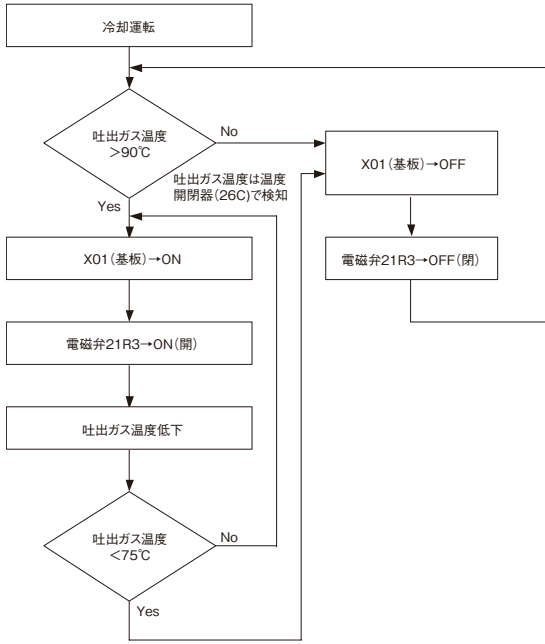 冷却運転
吐出ガス温度
>90℃
No
Yes
吐出ガス温度は温度
開閉器(26C)で検知
X01(基板)→OFF
X01(基板)→ON
電磁弁21R3→OFF(閉)
電磁弁21R3→ON(開)
吐出ガス温度低下
吐出ガス温度
<75℃
No
Yes